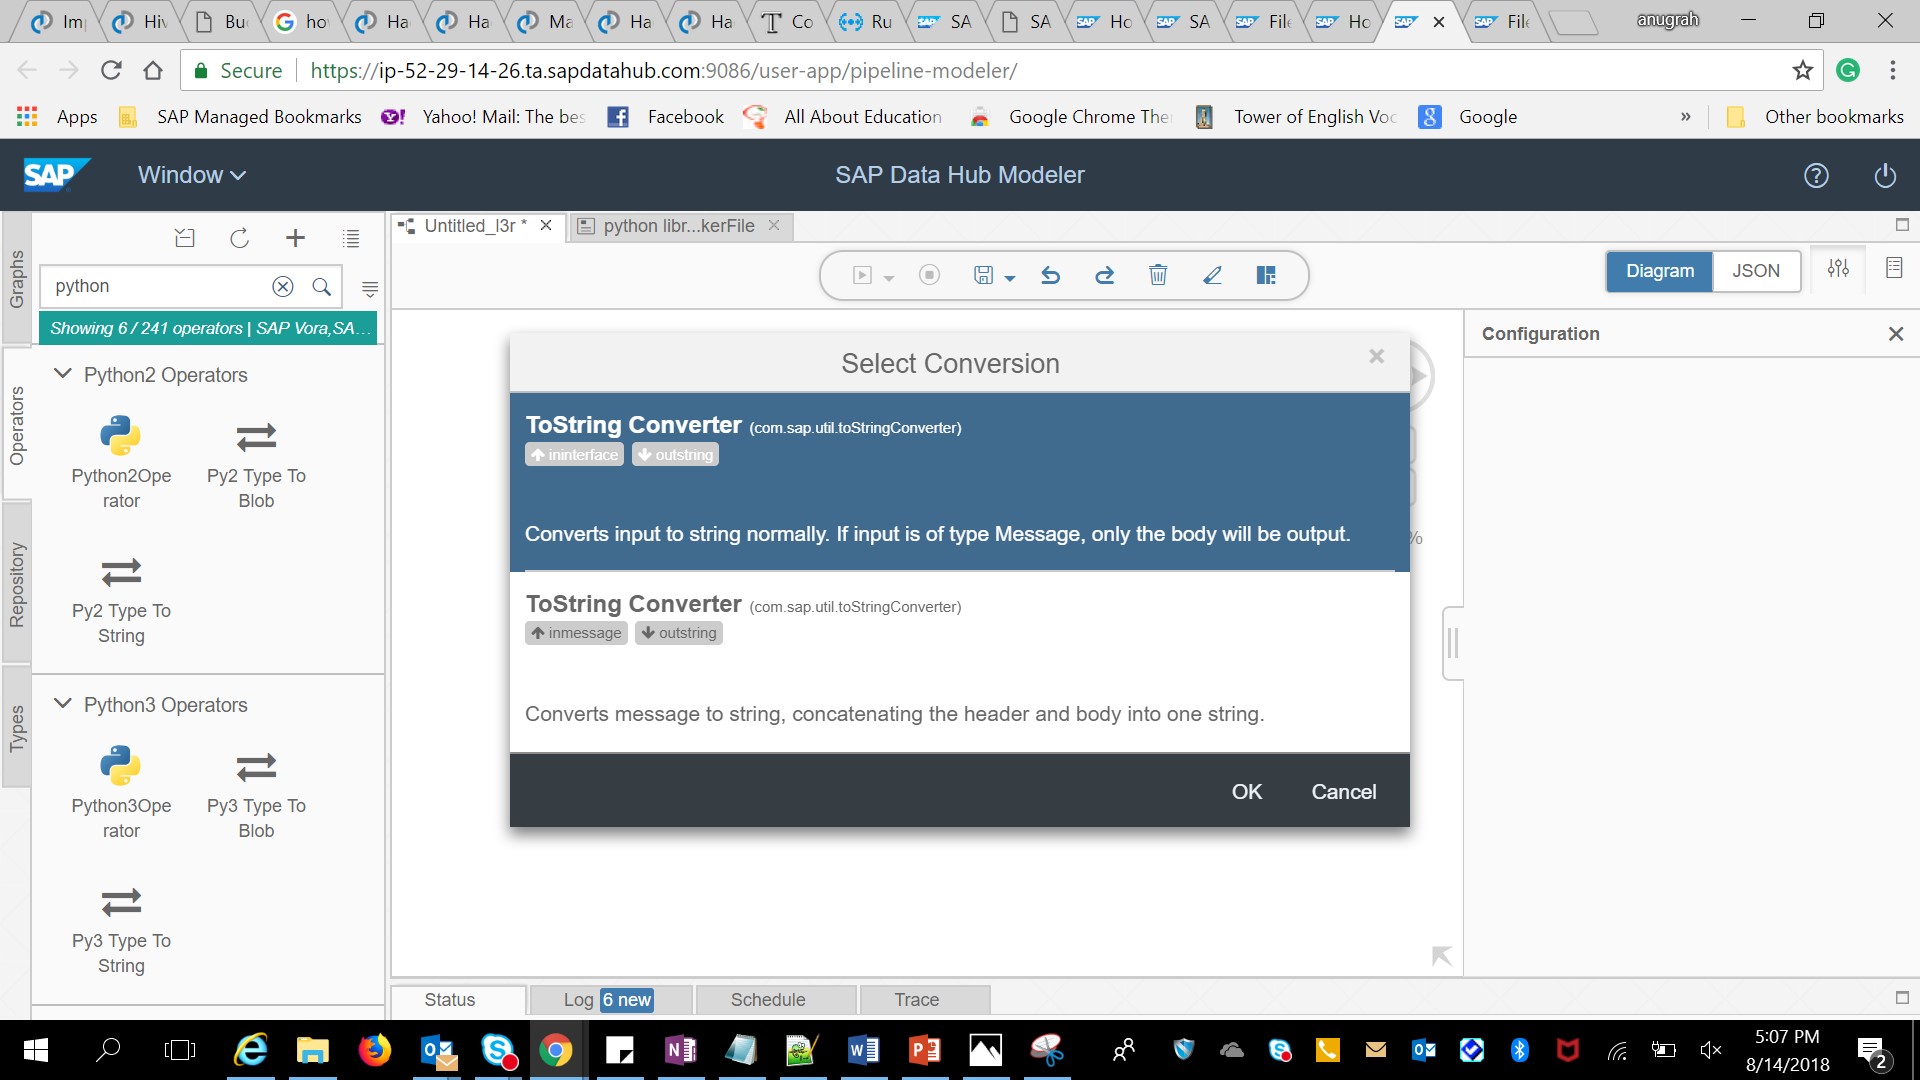 Imp
Hiv
Bu
ho
Ha
Ha
Ma
Ha
Ha
Co
Ru
SA
SA
Ho
SA
File
Ho
File
anugrah
Secure
https://ip-52-29-14-26.ta.sapdatahub.com:9086/user-app/pipeline-modeler/
Apps
SAP Managed Bookmarks
Yahoo! Mail: The bes
Facebook
All About Education
Google Chrome The
Tower of English Voc
Google
»
Other bookmarks
SAP
Window
SAP Data Hub Modeler
Graphs
Operators
Repository
Types
python
Showing 6 / 241 operators | SAP Vora,SA...
Python2 Operators
Python2Ope
rator
Py2 Type To
Blob
Py2 Type To
String
Python3 Operators
Python3Ope
rator
Py3 Type To
Blob
Py3 Type To
String
Untitled_l3r *
python libr...kerFile
Diagram
JSON
Configuration
%
Select Conversion
ToString Converter (com.sap.util.toStringConverter)
ininterface
outstring
Converts input to string normally. If input is of type Message, only the body will be output.
ToString Converter (com.sap.util.toStringConverter)
inmessage
outstring
Converts message to string, concatenating the header and body into one string.
OK
Cancel
Status
Log 6 new
Schedule
Trace
5:07 PM
8/14/2018
2